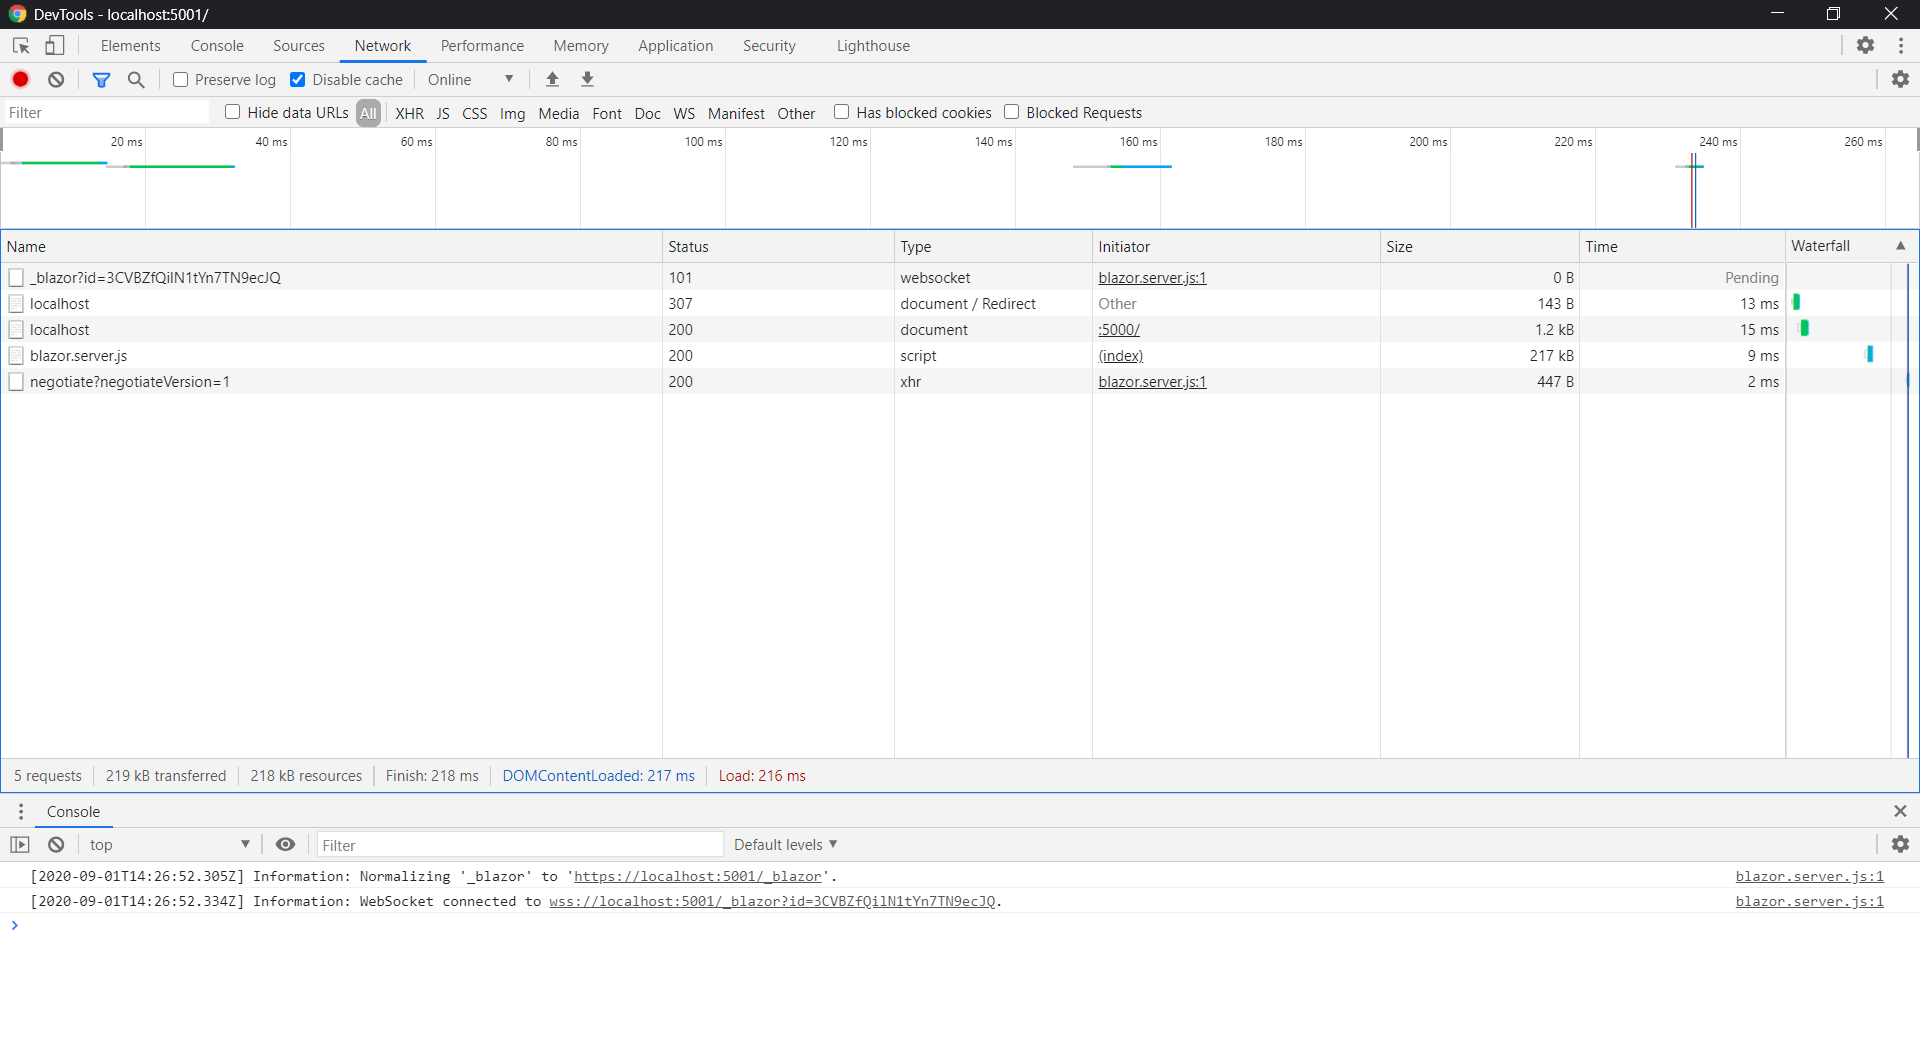 DevTools - localhost:5001/
Elements Console Sources Network Performance Memory Application Security Lighthouse
Preserve log Disable cache Online
Filter Hide data URLs All XHR JS CSS Img Media Font Doc WS Manifest Other Has blocked cookies Blocked Requests
20 ms 40 ms 60 ms 80 ms 100 ms 120 ms 140 ms 160 ms 180 ms 200 ms 220 ms 240 ms 260 ms
Name Status Type Initiator Size Time Waterfall
_blazor?id=3CVBZfQilN1tYn7TN9ecJQ 101 websocket blazor.server.js:1 0 B Pending
localhost 307 document / Redirect Other 143 B 13 ms
localhost 200 document :5000/ 1.2 kB 15 ms
blazor.server.js 200 script (index) 217 kB 9 ms
negotiate?negotiateVersion=1 200 xhr blazor.server.js:1 447 B 2 ms
5 requests 219 kB transferred 218 kB resources Finish: 218 ms DOMContentLoaded: 217 ms Load: 216 ms
Console
top Filter Default levels
[2020-09-01T14:26:52.305Z] Information: Normalizing '_blazor' to 'https://localhost:5001/_blazor'. blazor.server.js:1
[2020-09-01T14:26:52.334Z] Information: WebSocket connected to wss://localhost:5001/_blazor?id=3CVBZfQilN1tYn7TN9ecJQ. blazor.server.js:1